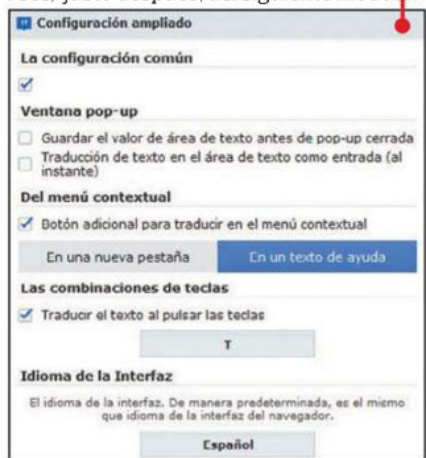 Configuración ampliado
La configuración común
Ventana pop-up
Guardar el valor de área de texto antes de pop-up cerrada
Traducción de texto en el área de texto como entrada (al
instante)
Del menú contextual
Botón adicional para traducir en el menú contextual
En una nueva pestaña En un texto de ayuda
Las combinaciones de teclas
Traducir el texto al pulsar las teclas
T
Idioma de la Interfaz
El idioma de la interfaz. De manera predeterminada, es el mismo
que idioma de la interfaz del navegador.
Español